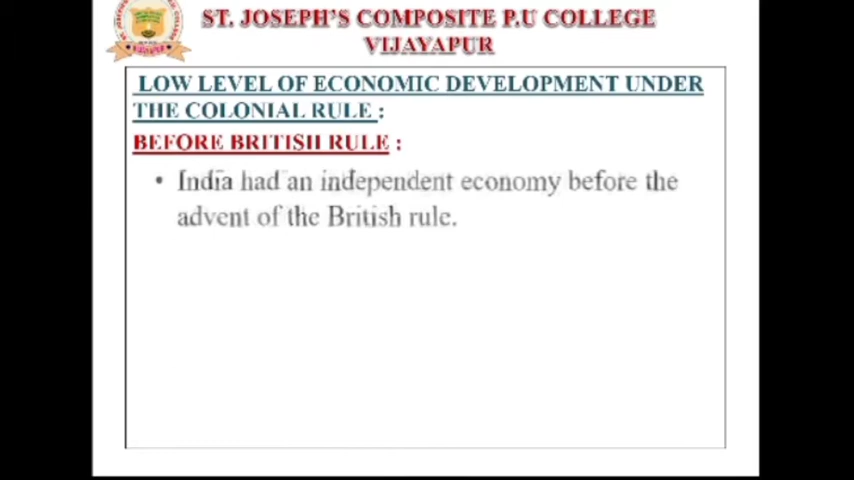 ST. JOSEPH'S COMPOSITE P.U COLLEGE
VIJAYAPUR
LOW LEVEL OF ECONOMIC DEVELOPMENT UNDER
THE COLONIAL RULE :
BEFORE BRITISH RULE :
• India had an independent economy before the
advent of the British rule.